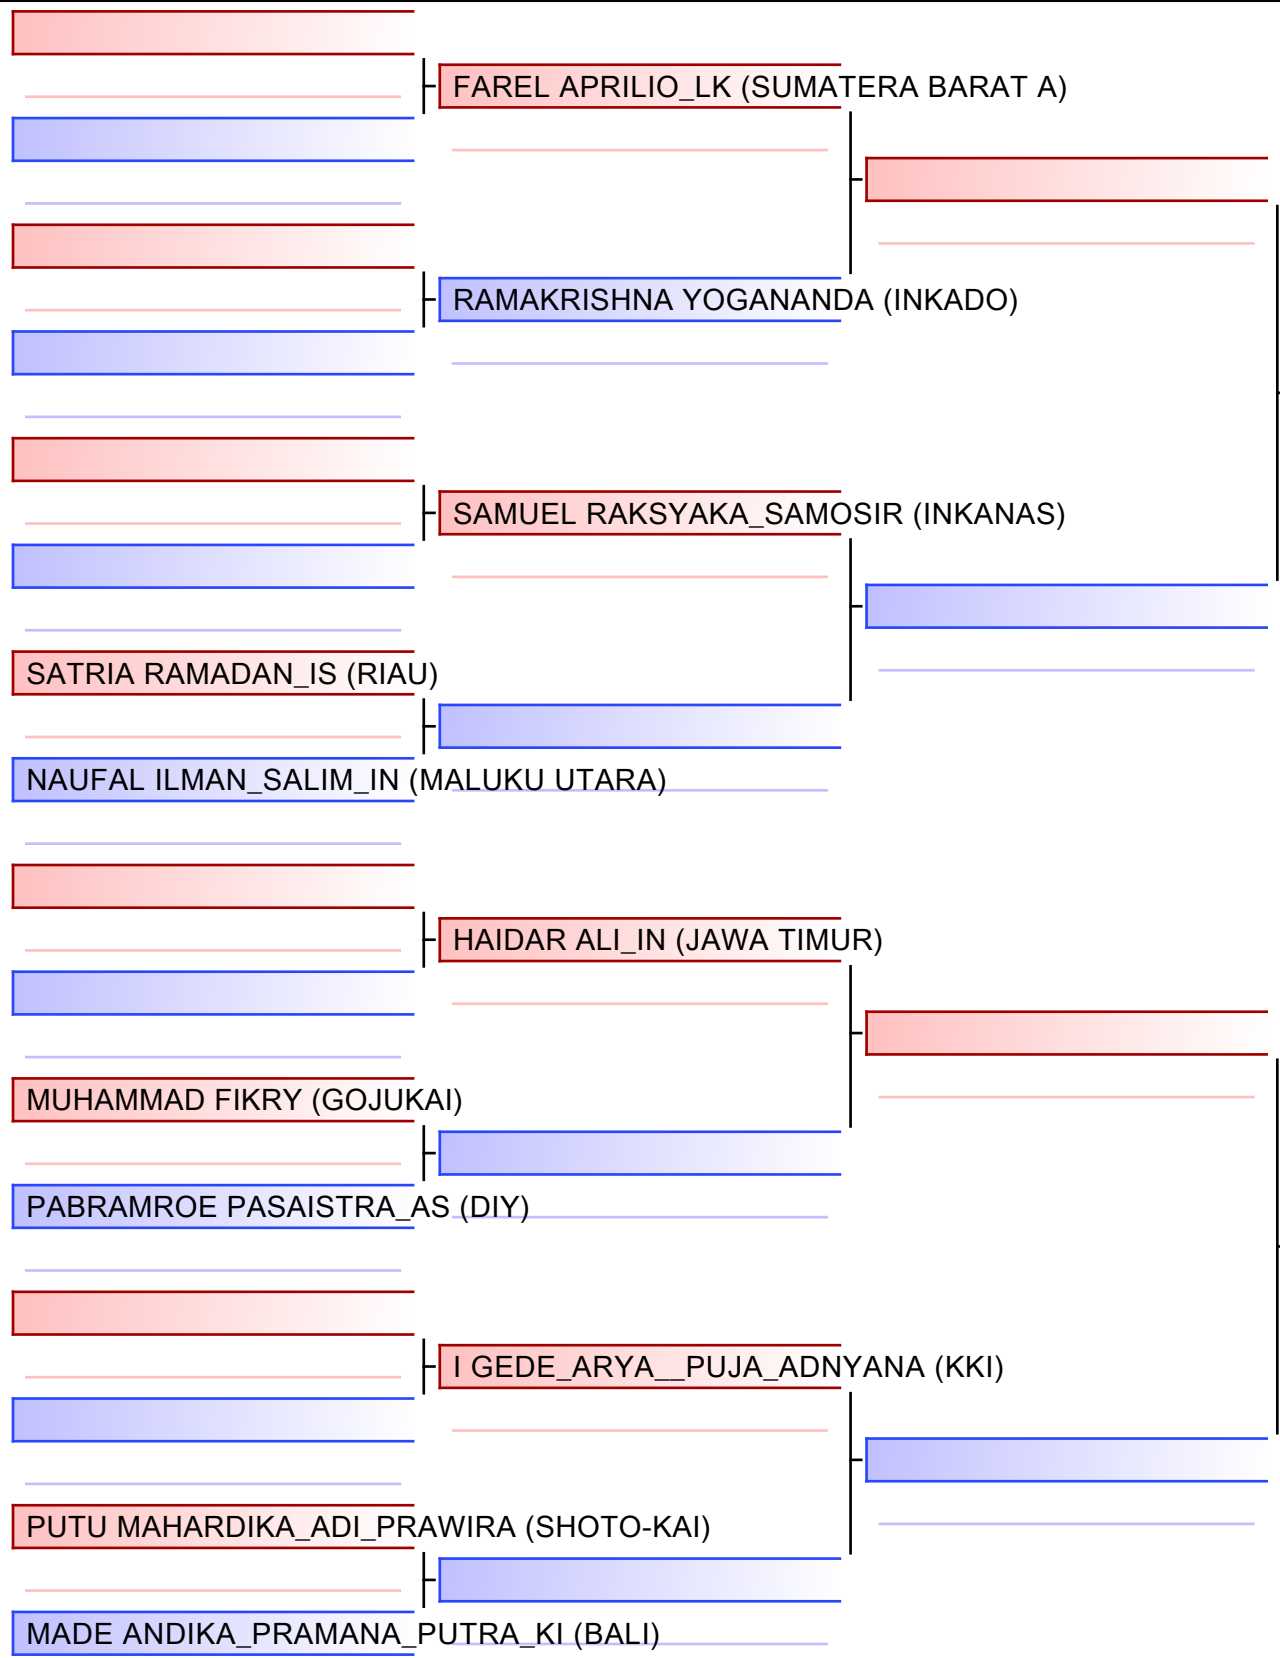 FAREL APRILIO_LK (SUMATERA BARAT A)
RAMAKRISHNA YOGANANDA (INKADO)
SAMUEL RAKSYAKA_SAMOSIR (INKANAS)
SATRIA RAMADAN_IS (RIAU)
NAUFAL ILMAN_SALIM_IN (MALUKU UTARA)
HAIDAR ALI_IN (JAWA TIMUR)
MUHAMMAD FIKRY (GOJUKAI)
PABRAMROE PASAISTRA_AS (DIY)
I GEDE_ARYA__PUJA_ADNYANA (KKI)
PUTU MAHARDIKA_ADI_PRAWIRA (SHOTO-KAI)
MADE ANDIKA_PRAMANA_PUTRA_KI (BALI)